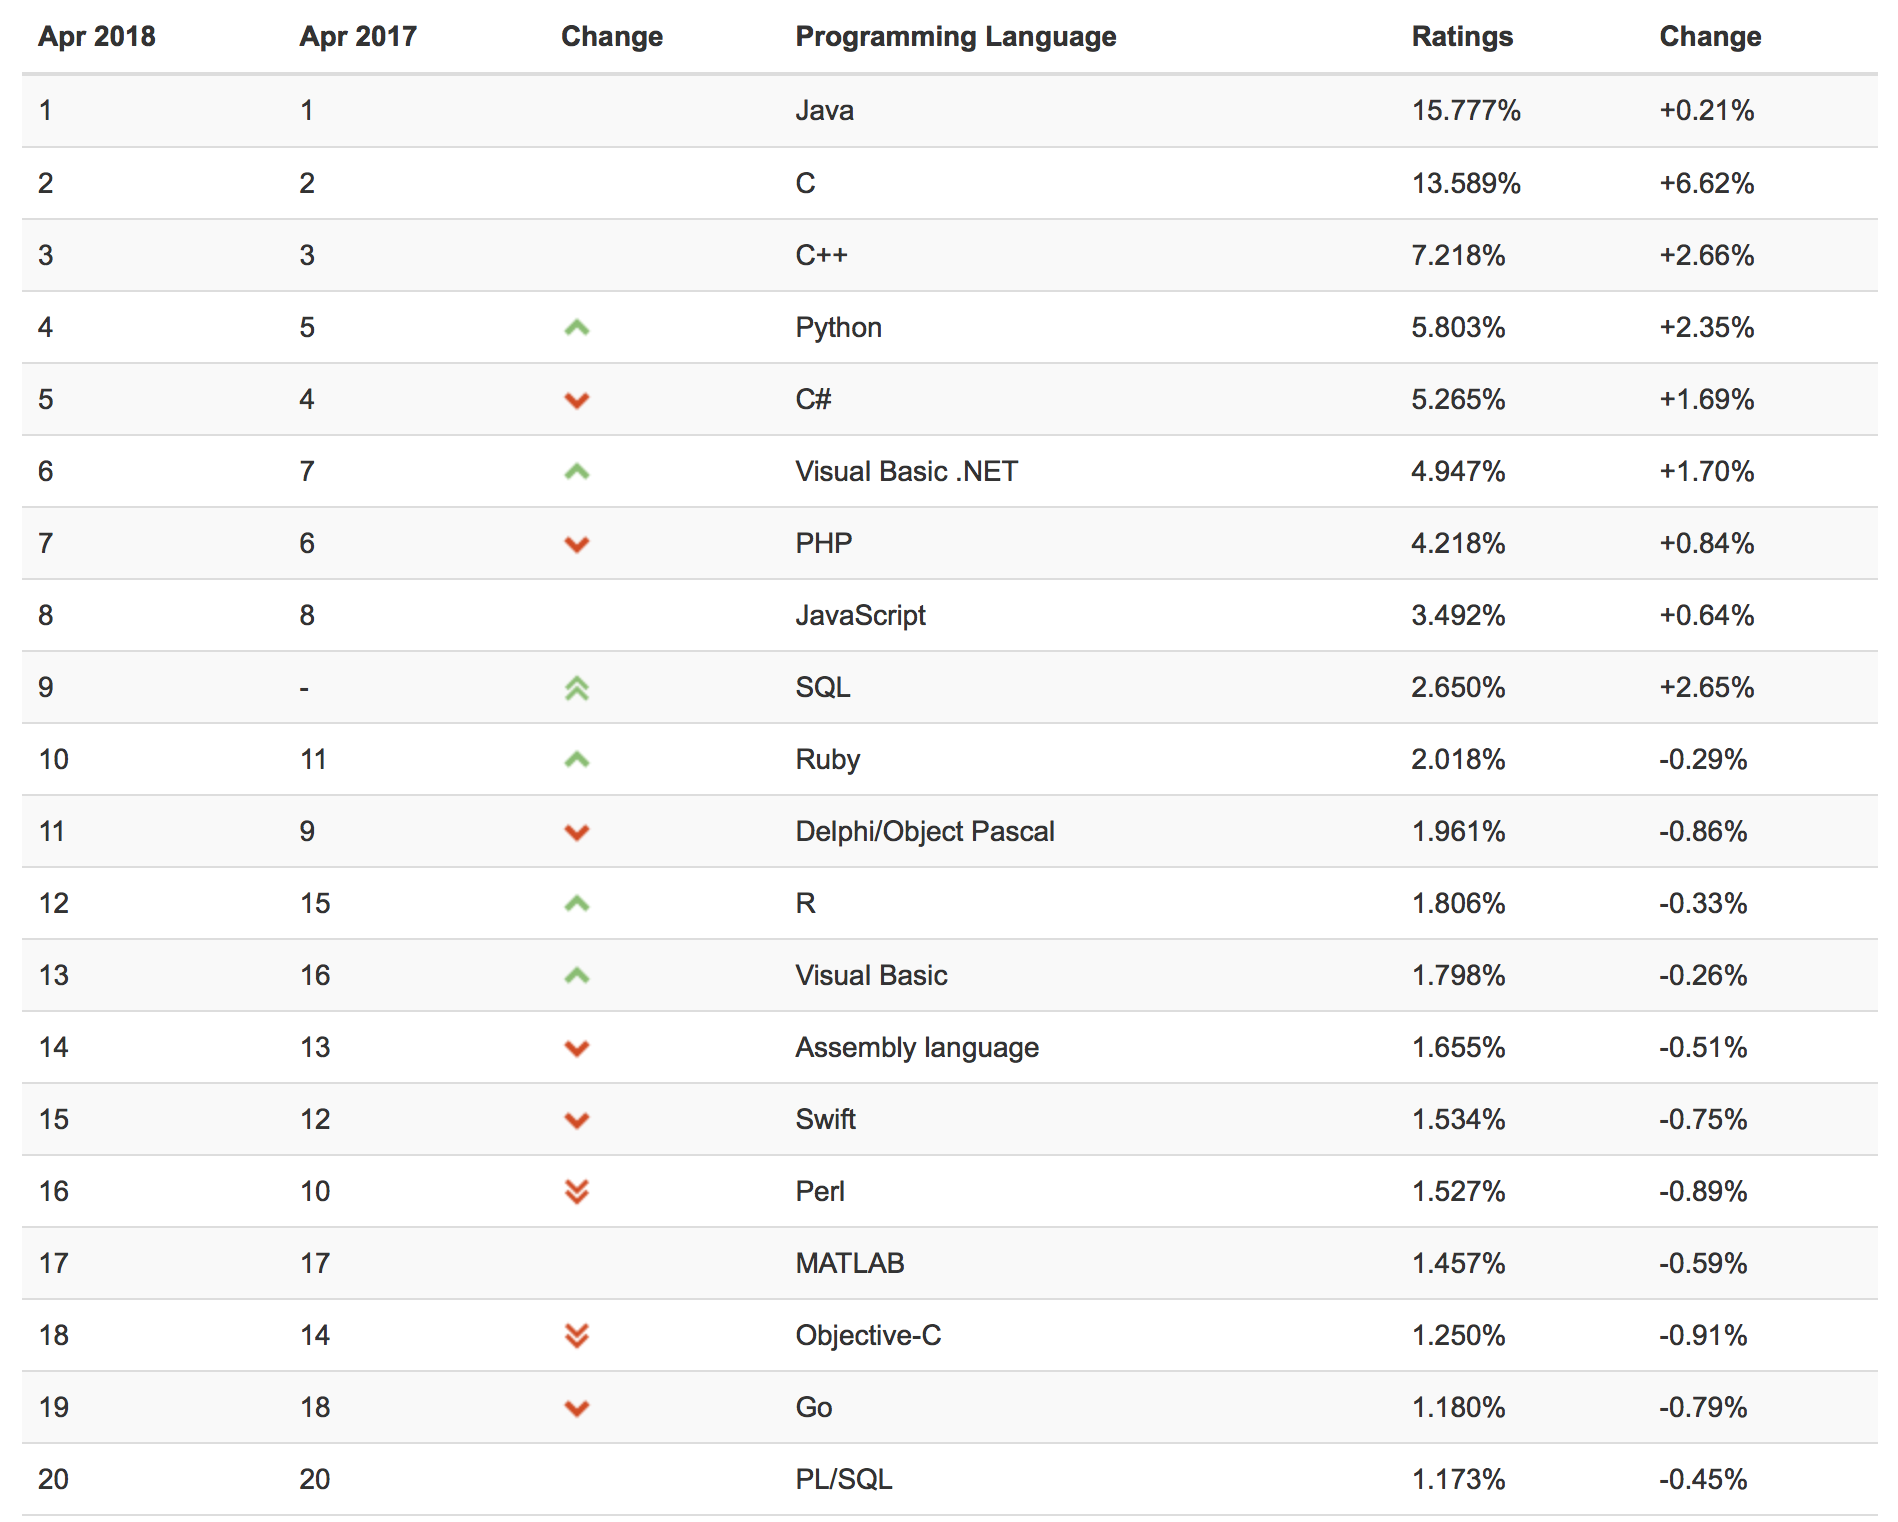 Apr 2018 Apr 2017 Change Programming Language Ratings Change
1 1 Java 15.777% +0.21%
2 2 C 13.589% +6.62%
3 3 C++ 7.218% +2.66%
4 5 Python 5.803% +2.35%
5 4 C# 5.265% +1.69%
6 7 Visual Basic .NET 4.947% +1.70%
7 6 PHP 4.218% +0.84%
8 8 JavaScript 3.492% +0.64%
9 - SQL 2.650% +2.65%
10 11 Ruby 2.018% -0.29%
11 9 Delphi/Object Pascal 1.961% -0.86%
12 15 R 1.806% -0.33%
13 16 Visual Basic 1.798% -0.26%
14 13 Assembly language 1.655% -0.51%
15 12 Swift 1.534% -0.75%
16 10 Perl 1.527% -0.89%
17 17 MATLAB 1.457% -0.59%
18 14 Objective-C 1.250% -0.91%
19 18 Go 1.180% -0.79%
20 20 PL/SQL 1.173% -0.45%